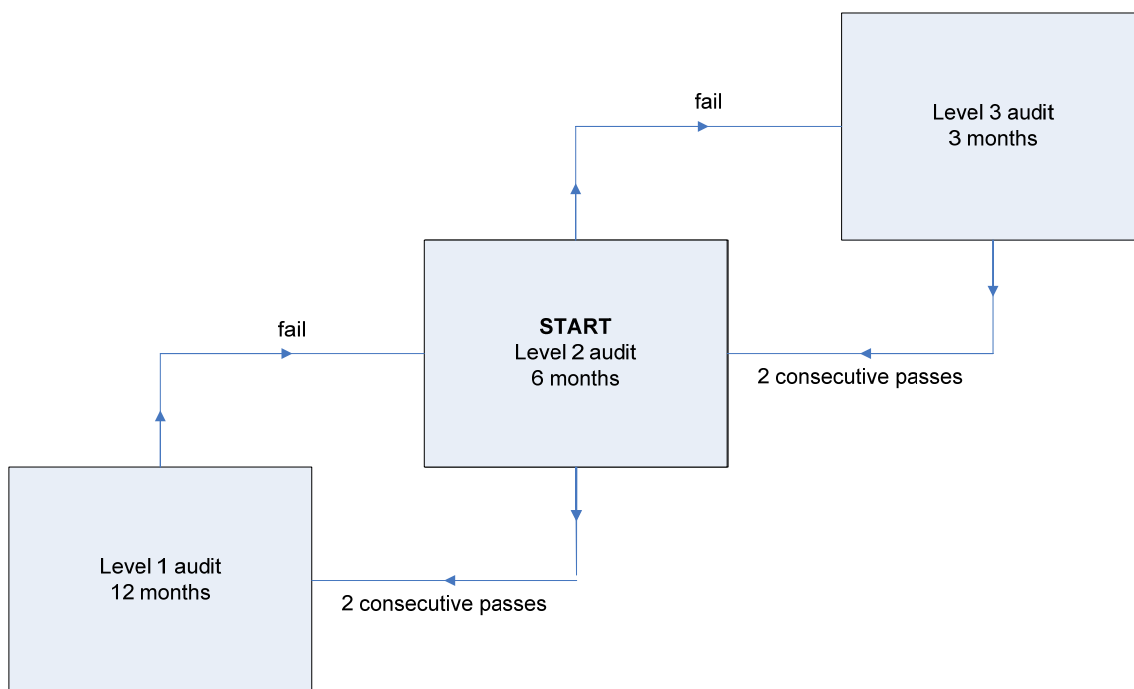 fail
Level 3 audit
3 months
fail
START
Level 2 audit
6 months
2 consecutive passes
Level 1 audit
12 months
2 consecutive passes